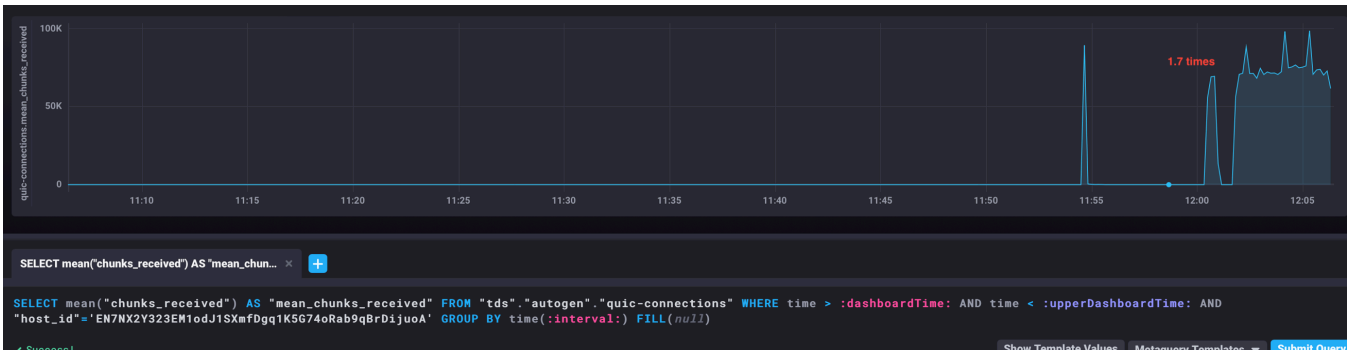 quic-connections.mean_chunks_received
100K
50K
0
1.7 times
11:10 11:15 11:20 11:25 11:30 11:35 11:40 11:45 11:50 11:55 12:00 12:05
SELECT mean("chunks_received") AS "mean_chun... × +
SELECT mean("chunks_received") AS "mean_chunks_received" FROM "tds"."autogen"."quic-connections" WHERE time > :dashboardTime: AND time < :upperDashboardTime: AND
"host_id"='EN7NX2Y323EM1odJ1SXmfDgq1K5G74oRab9qBrDijuoA' GROUP BY time(:interval:) FILL(null)
✓ Success! Show Template Values Metaquery Templates ▼ Submit Query